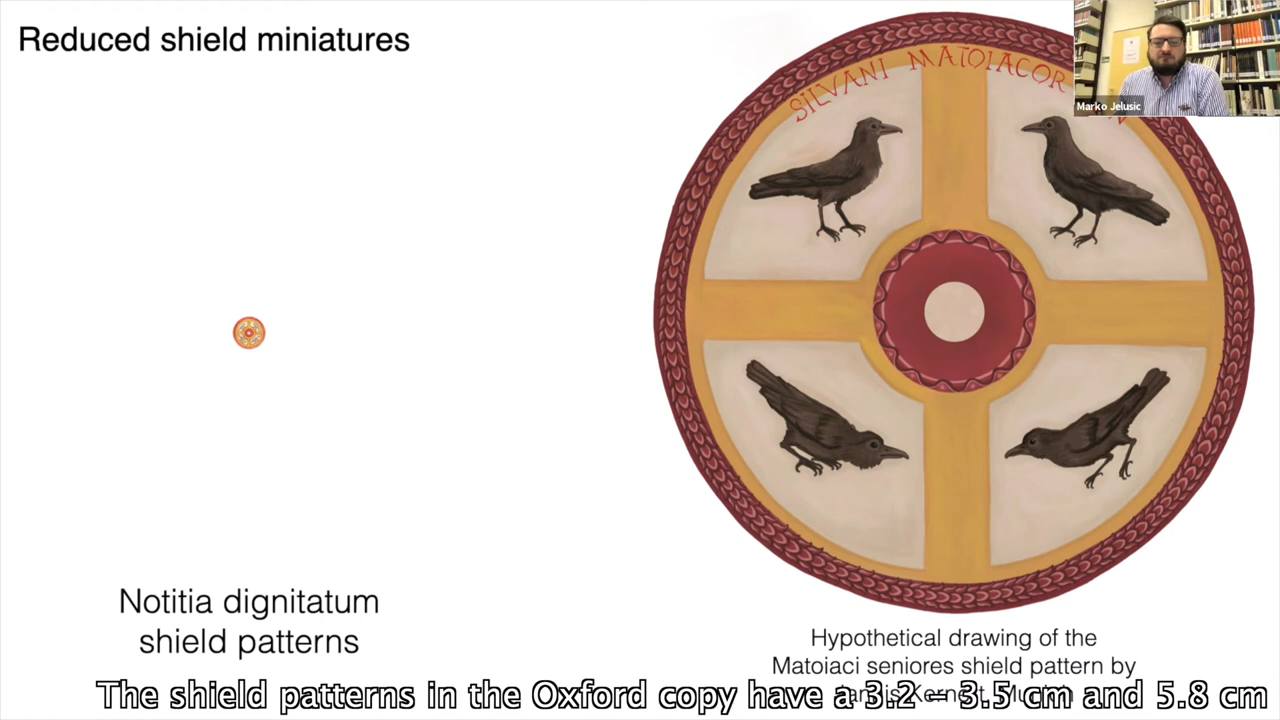 Reduced shield miniatures
SILVANI MATOIACOR
Marko Jelusic
Notitia dignitatum
shield patterns
Hypothetical drawing of the
Matoiaci seniores shield pattern by
The shield patterns in the Oxford copy have a 3.2 – 3.5 cm and 5.8 cm